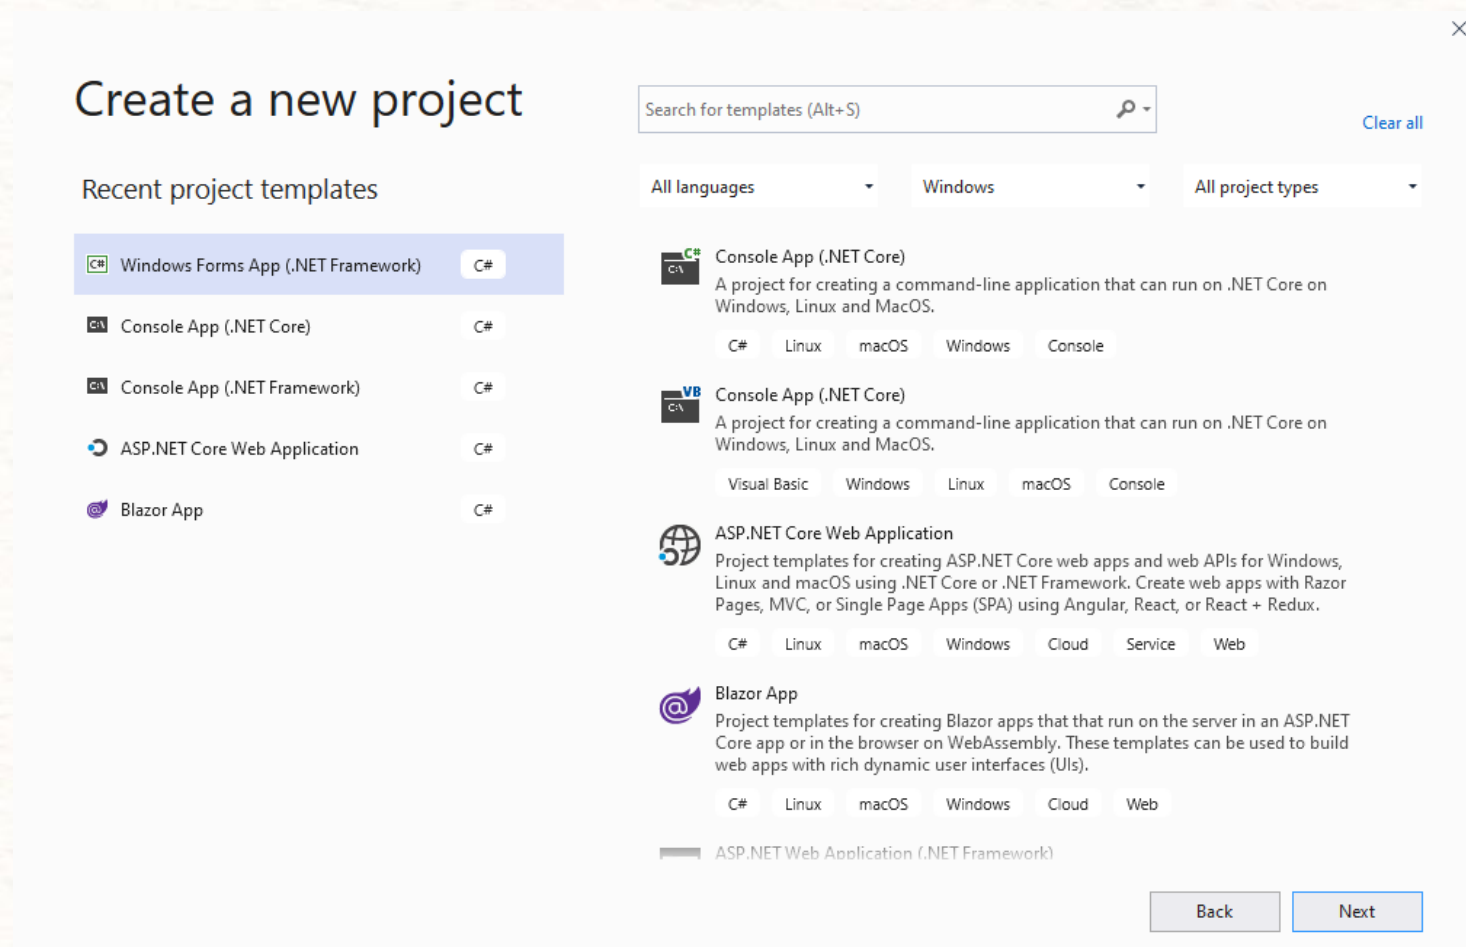 Create a new project
Search for templates (Alt+S)
Clear all
Recent project templates
All languages
Windows
All project types
C# Windows Forms App (.NET Framework) C#
C:\ Console App (.NET Core) C#
C:\ Console App (.NET Framework) C#
ASP.NET Core Web Application C#
@ Blazor App C#
C#
C:\
Console App (.NET Core)
A project for creating a command-line application that can run on .NET Core on
Windows, Linux and MacOS.
C# Linux macOS Windows Console
VB
C:\
Console App (.NET Core)
A project for creating a command-line application that can run on .NET Core on
Windows, Linux and MacOS.
Visual Basic Windows Linux macOS Console
ASP.NET Core Web Application
Project templates for creating ASP.NET Core web apps and web APIs for Windows,
Linux and macOS using .NET Core or .NET Framework. Create web apps with Razor
Pages, MVC, or Single Page Apps (SPA) using Angular, React, or React + Redux.
C# Linux macOS Windows Cloud Service Web
@
Blazor App
Project templates for creating Blazor apps that that run on the server in an ASP.NET
Core app or in the browser on WebAssembly. These templates can be used to build
web apps with rich dynamic user interfaces (UIs).
C# Linux macOS Windows Cloud Web
ASP.NET Web Application (.NET Framework)
Back
Next